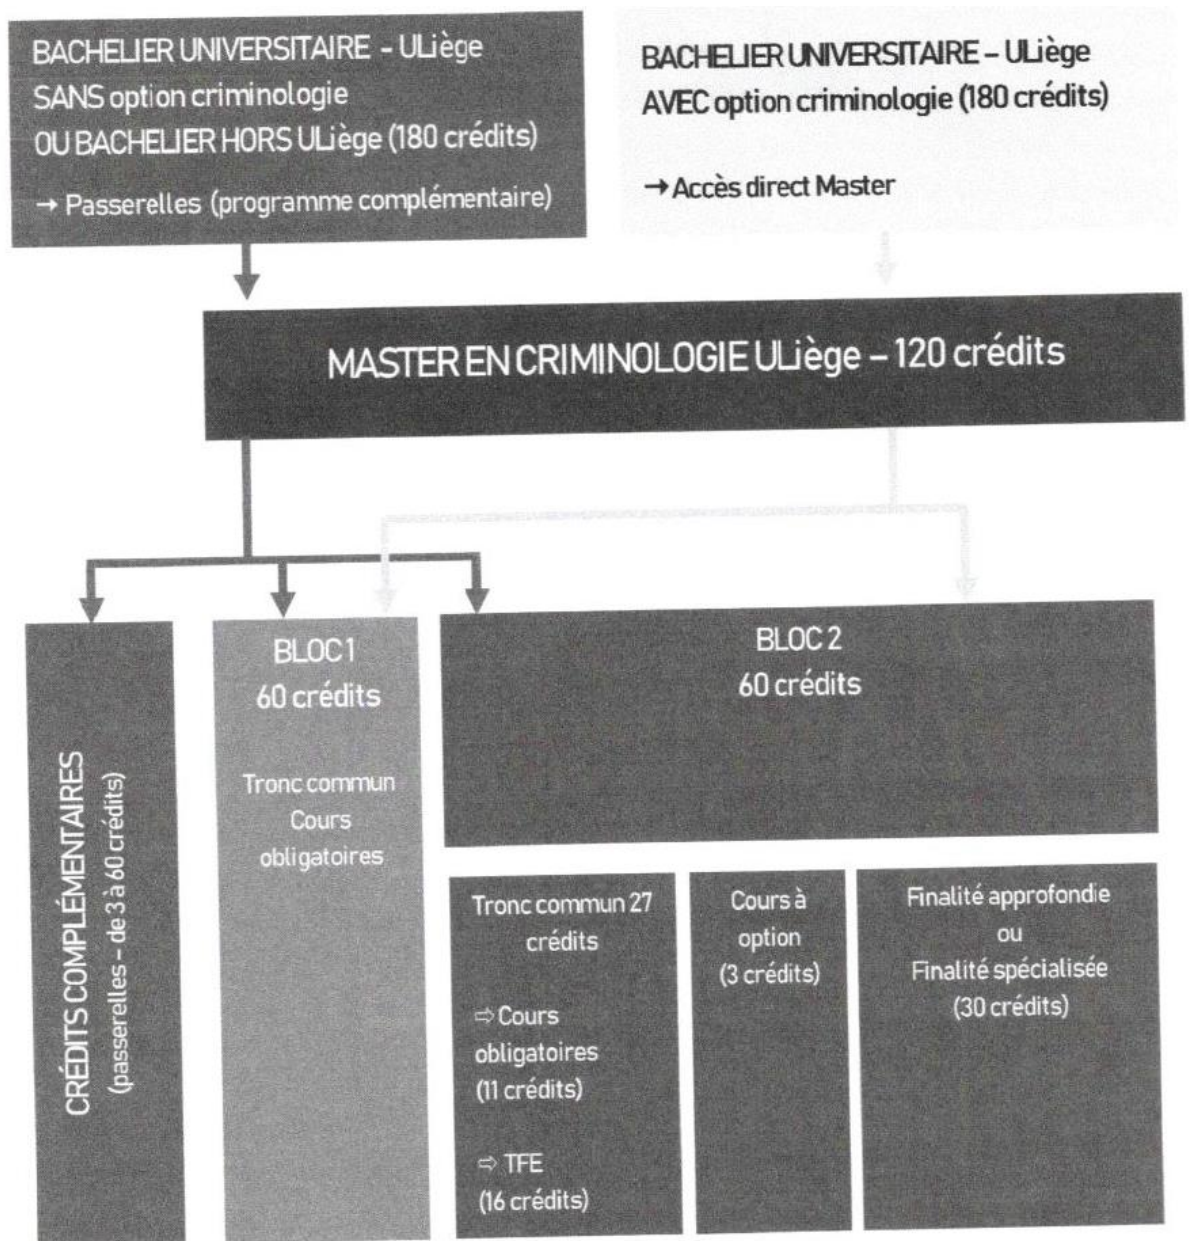 BACHELIER UNIVERSITAIRE - ULiège
SANS option criminologie
OU BACHELIER HORS ULiège (180 crédits)
→ Passerelles (programme complémentaire)
BACHELIER UNIVERSITAIRE - ULiège
AVEC option criminologie (180 crédits)
→ Accès direct Master
MASTER EN CRIMINOLOGIE ULiège - 120 crédits
CRÉDITS COMPLÉMENTAIRES
(passerelles - de 3 à 60 crédits)
BLOC 1
60 crédits
Tronc commun
Cours
obligatoires
BLOC 2
60 crédits
Tronc commun 27
crédits
⇨ Cours
obligatoires
(11 crédits)
⇨ TFE
(16 crédits)
Cours à
option
(3 crédits)
Finalité approfondie
ou
Finalité spécialisée
(30 crédits)